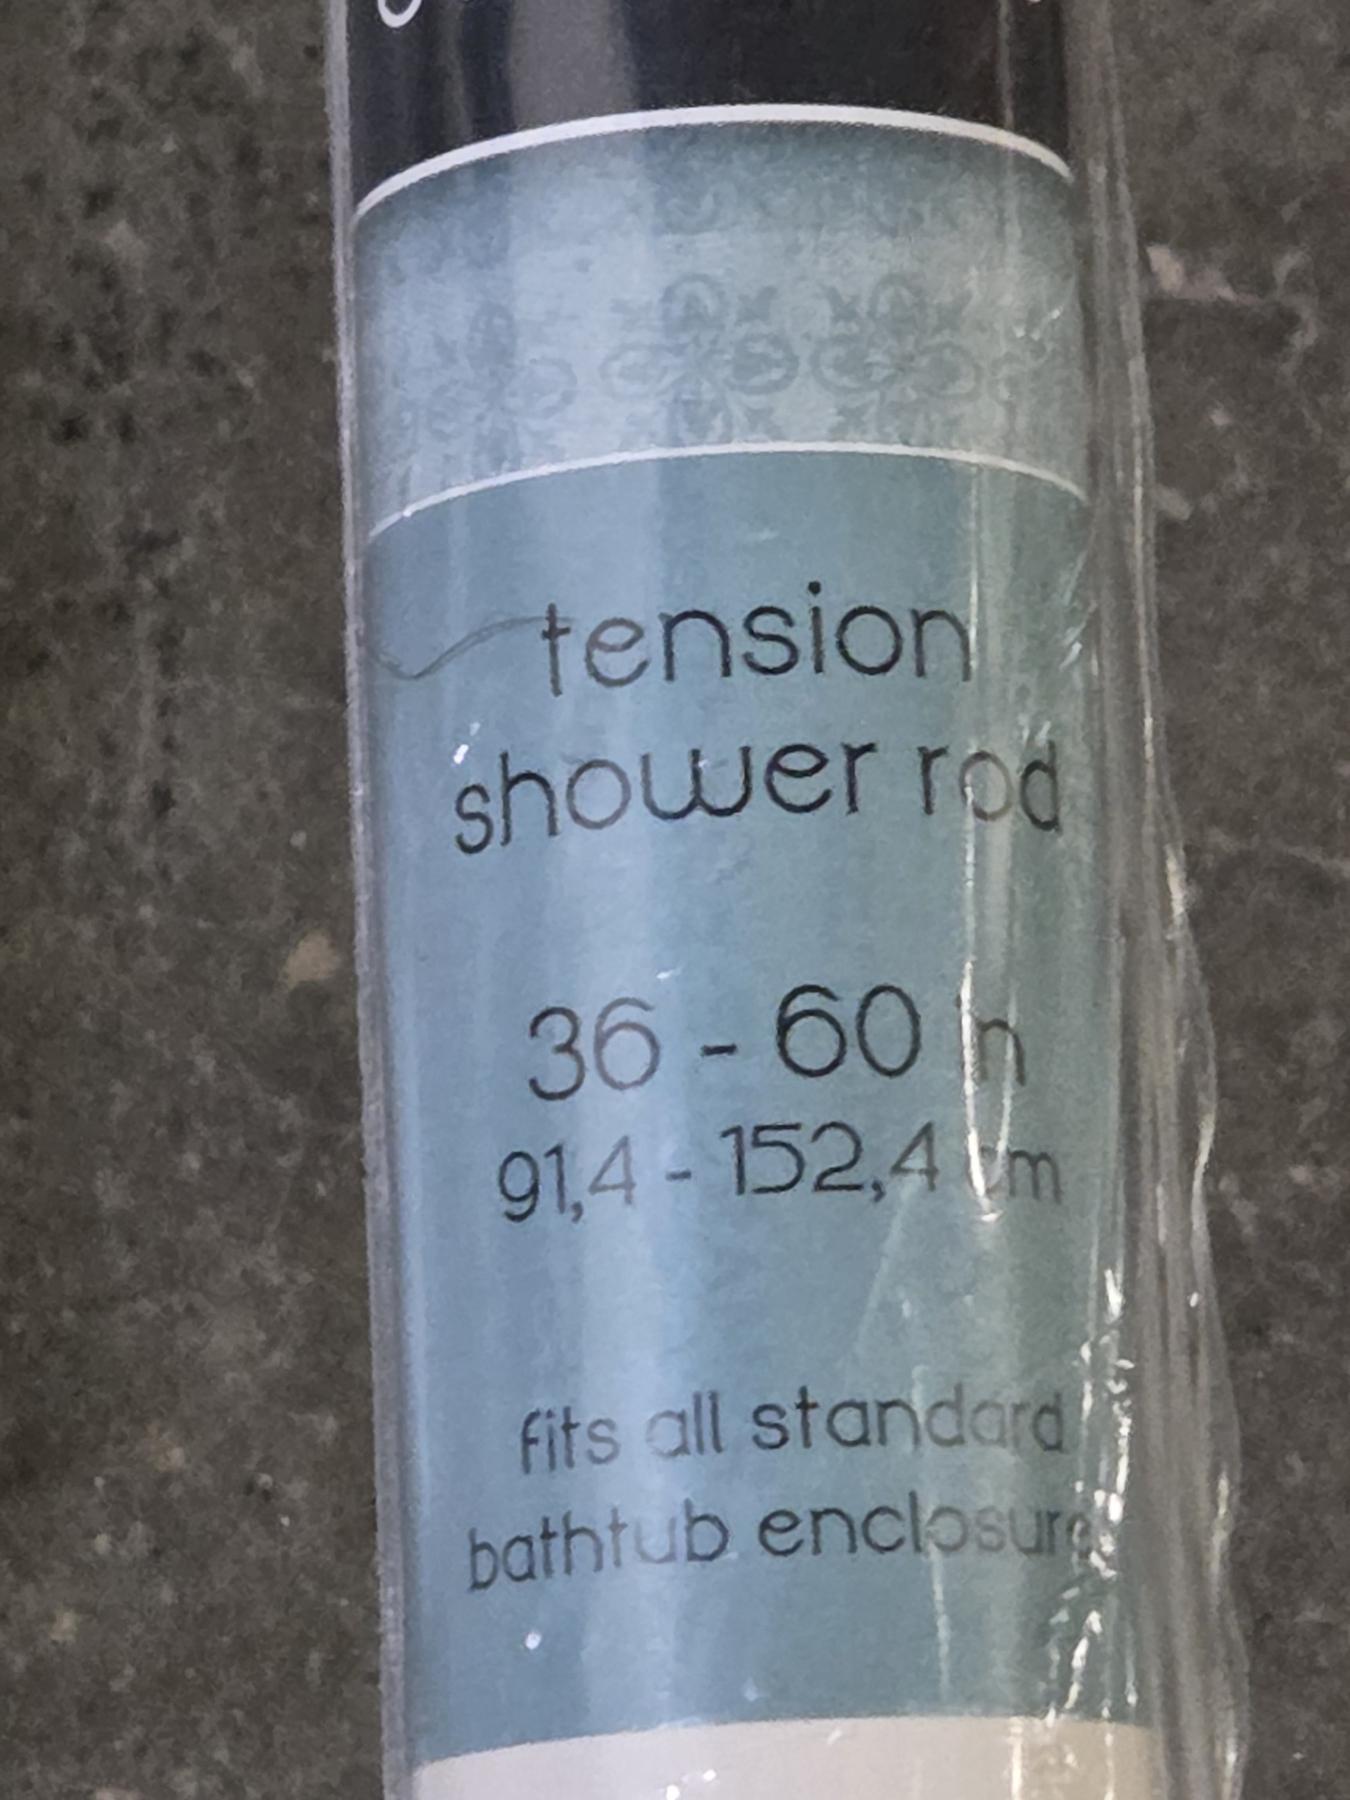 tension
shower rod
36 - 60 in
91,4 - 152,4 cm
fits all standard
bathtub enclosures